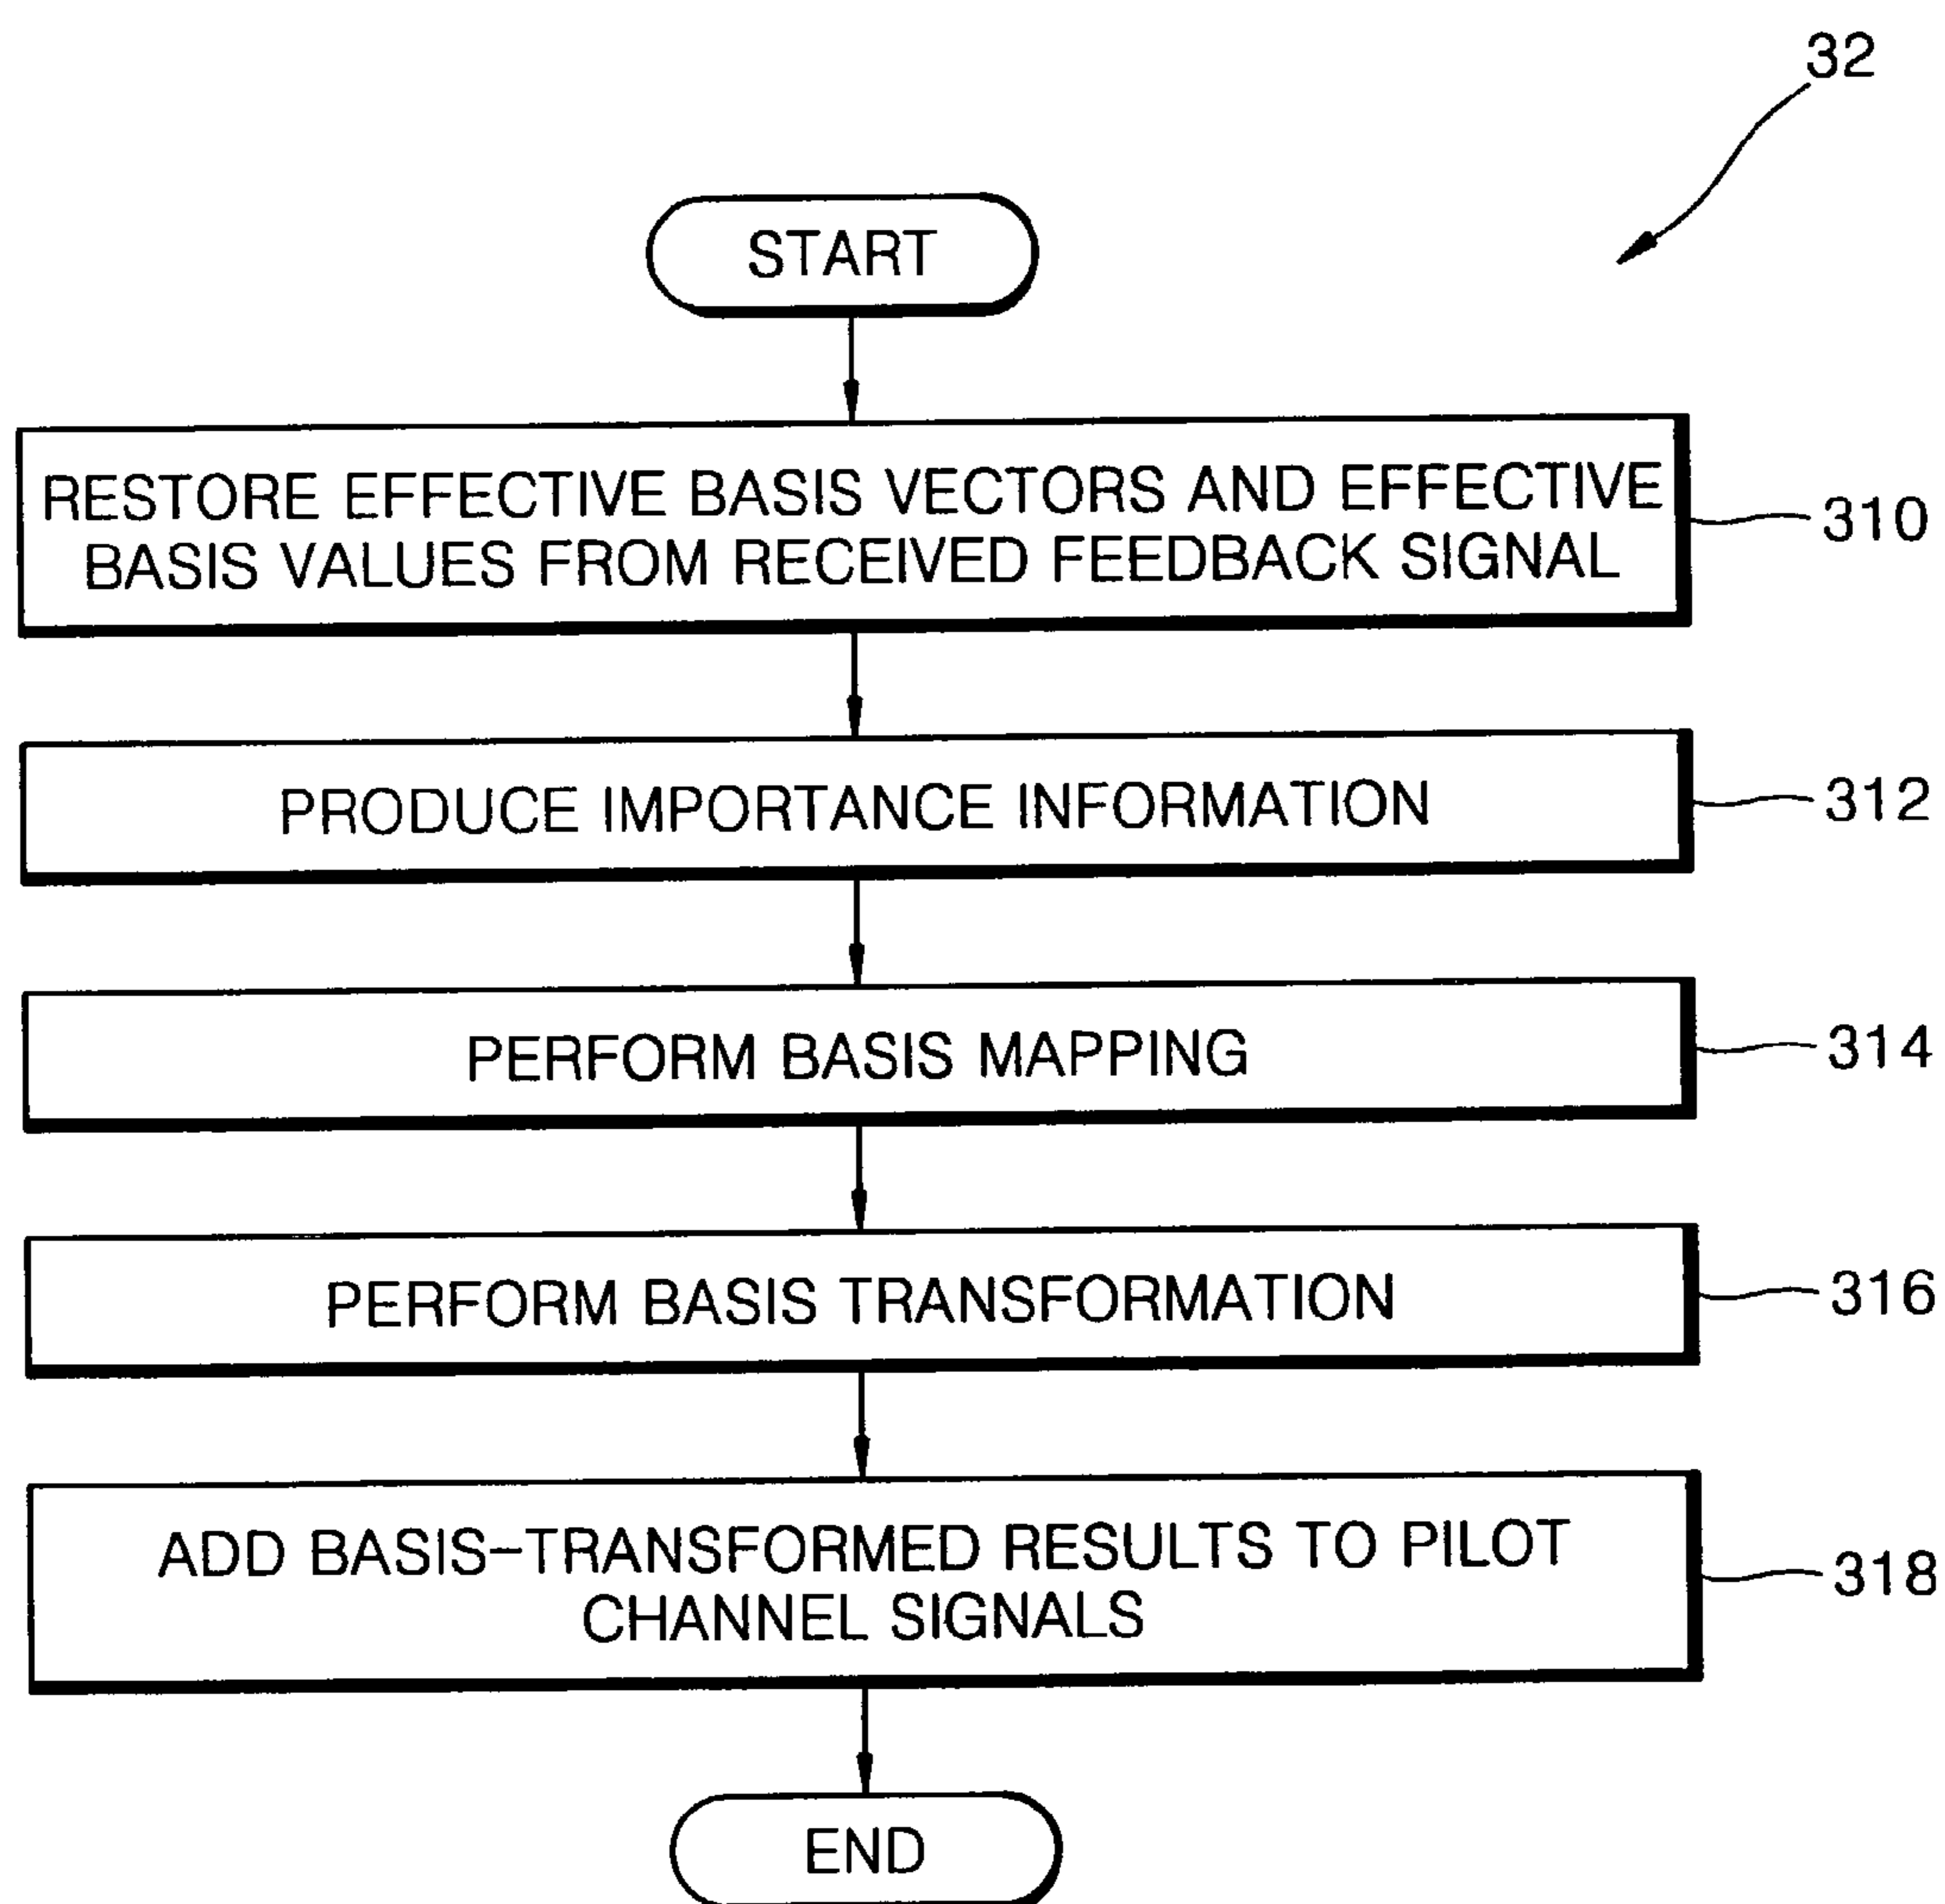 32
START
RESTORE EFFECTIVE BASIS VECTORS AND EFFECTIVE
BASIS VALUES FROM RECEIVED FEEDBACK SIGNAL
310
PRODUCE IMPORTANCE INFORMATION
312
PERFORM BASIS MAPPING
314
PERFORM BASIS TRANSFORMATION
316
ADD BASIS-TRANSFORMED RESULTS TO PILOT
CHANNEL SIGNALS
318
END